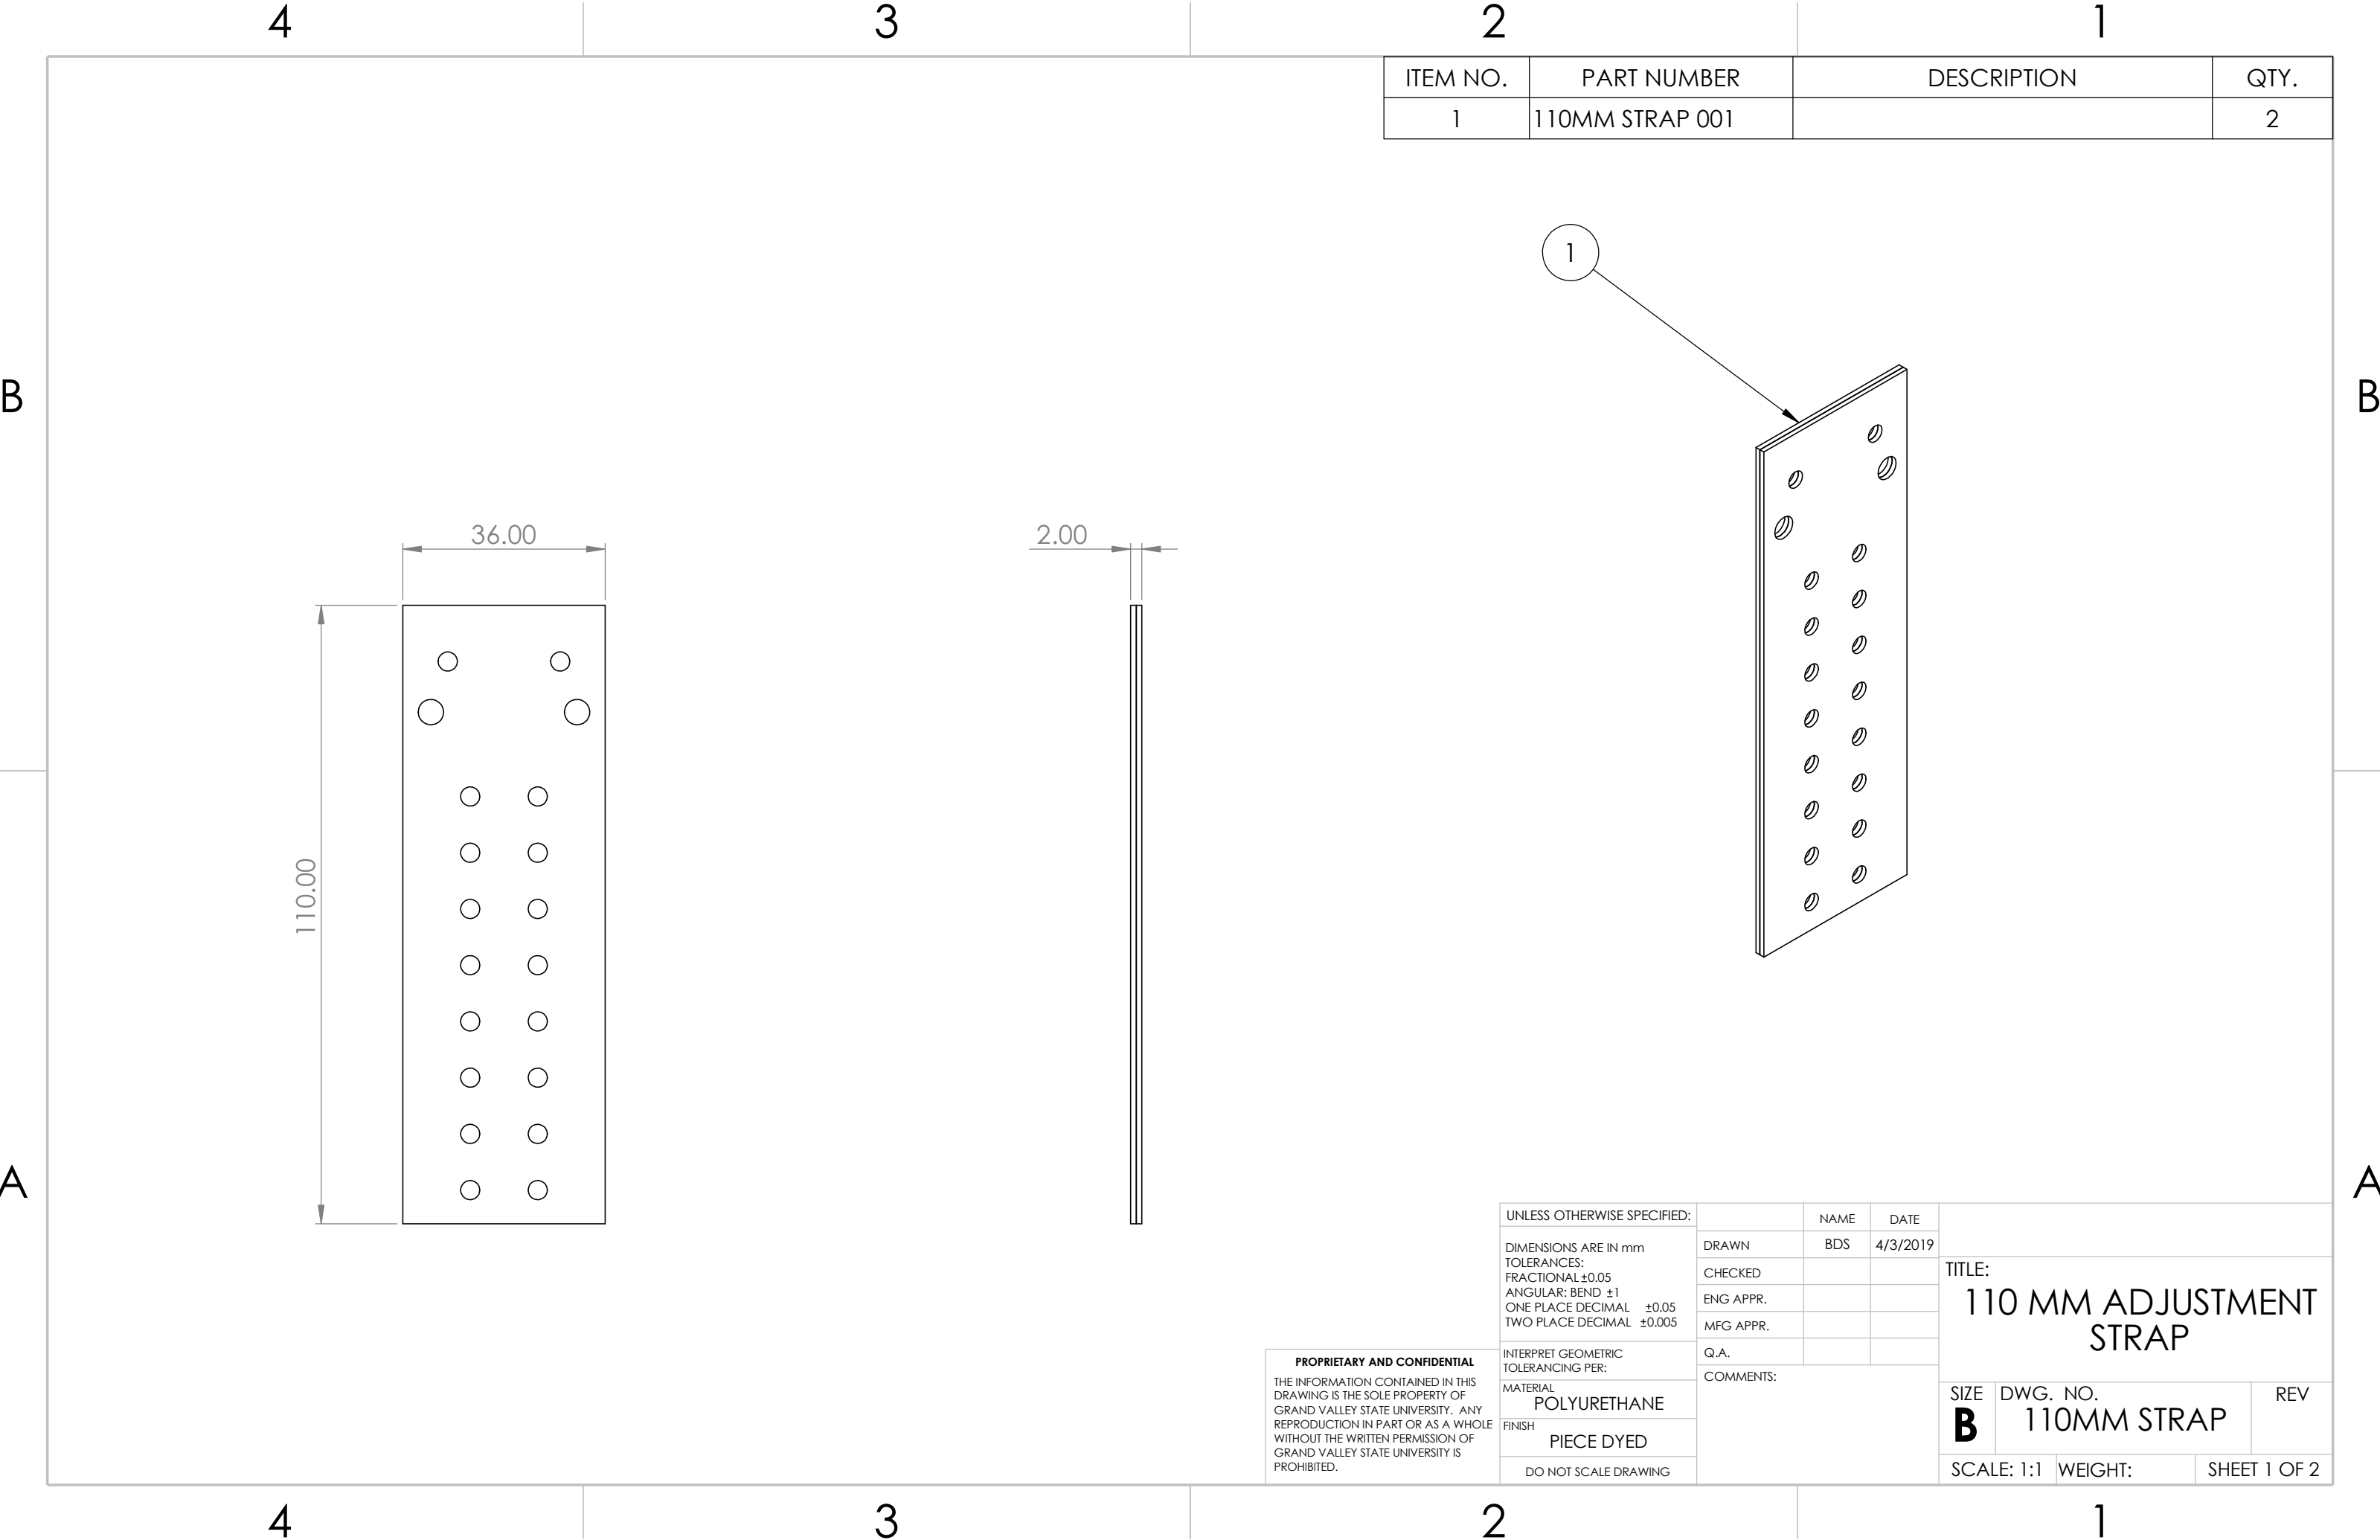 4 3 2 1
ITEM NO. PART NUMBER DESCRIPTION QTY.
1 110MM STRAP 001 2
1
B B
36.00 2.00
110.00
A A
UNLESS OTHERWISE SPECIFIED:
DIMENSIONS ARE IN mm
TOLERANCES:
FRACTIONAL ±0.05
ANGULAR: BEND ±1
ONE PLACE DECIMAL ±0.05
TWO PLACE DECIMAL ±0.005
INTERPRET GEOMETRIC
TOLERANCING PER:
MATERIAL
POLYURETHANE
FINISH
PIECE DYED
DO NOT SCALE DRAWING
NAME DATE
DRAWN BDS 4/3/2019
CHECKED
ENG APPR.
MFG APPR.
Q.A.
COMMENTS:
PROPRIETARY AND CONFIDENTIAL
THE INFORMATION CONTAINED IN THIS
DRAWING IS THE SOLE PROPERTY OF
GRAND VALLEY STATE UNIVERSITY. ANY
REPRODUCTION IN PART OR AS A WHOLE
WITHOUT THE WRITTEN PERMISSION OF
GRAND VALLEY STATE UNIVERSITY IS
PROHIBITED.
TITLE:
110 MM ADJUSTMENT
STRAP
SIZE DWG. NO. REV
B 110MM STRAP
SCALE: 1:1 WEIGHT: SHEET 1 OF 2
4 3 2 1